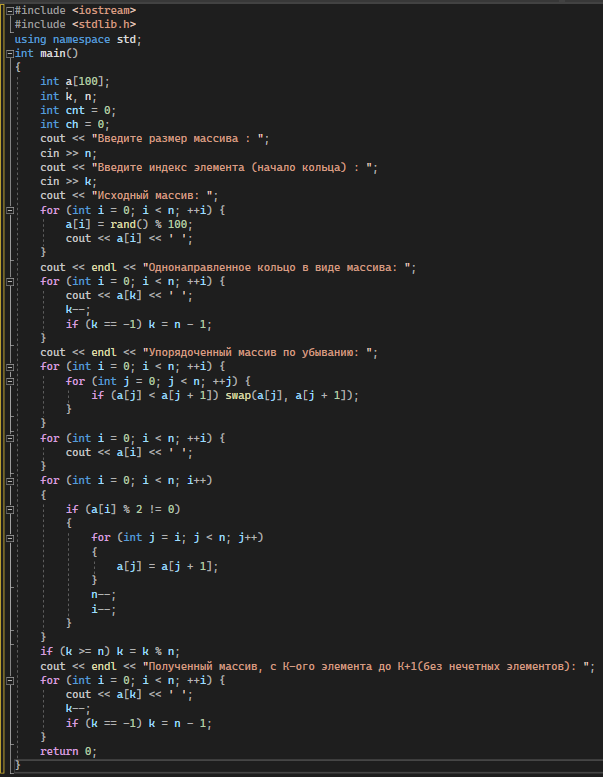 #include <iostream>
#include <stdlib.h>
using namespace std;
int main()
{
    int a[100];
    int k, n;
    int cnt = 0;
    int ch = 0;
    cout << "Введите размер массива : ";
    cin >> n;
    cout << "Введите индекс элемента (начало кольца) : ";
    cin >> k;
    cout << "Исходный массив: ";
    for (int i = 0; i < n; ++i) {
        a[i] = rand() % 100;
        cout << a[i] << ' ';
    }
    cout << endl << "Однонаправленное кольцо в виде массива: ";
    for (int i = 0; i < n; ++i) {
        cout << a[k] << ' ';
        k--;
        if (k == -1) k = n - 1;
    }
    cout << endl << "Упорядоченный массив по убыванию: ";
    for (int i = 0; i < n; ++i) {
        for (int j = 0; j < n; ++j) {
            if (a[j] < a[j + 1]) swap(a[j], a[j + 1]);
        }
    }
    for (int i = 0; i < n; ++i) {
        cout << a[i] << ' ';
    }
    for (int i = 0; i < n; i++)
    {
        if (a[i] % 2 != 0)
        {
            for (int j = i; j < n; j++)
            {
                a[j] = a[j + 1];
            }
            n--;
            i--;
        }
    }
    if (k >= n) k = k % n;
    cout << endl << "Полученный массив, с К-ого элемента до К+1(без нечетных элементов): ";
    for (int i = 0; i < n; ++i) {
        cout << a[k] << ' ';
        k--;
        if (k == -1) k = n - 1;
    }
    return 0;
}